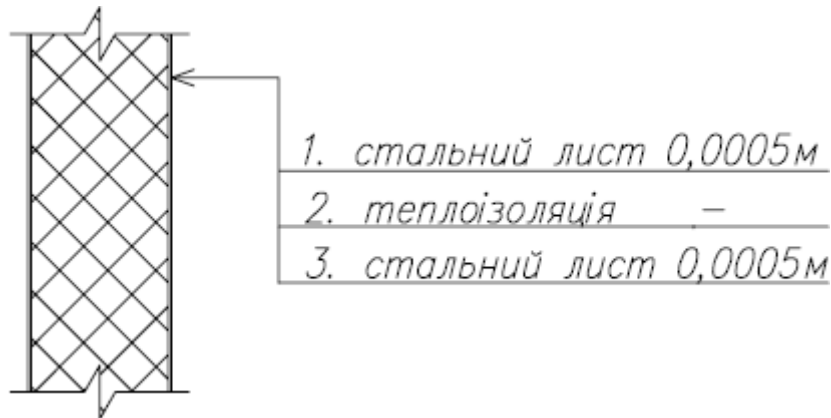 1. стальний лист 0,0005м
2. теплоізоляція –
3. стальний лист 0,0005м